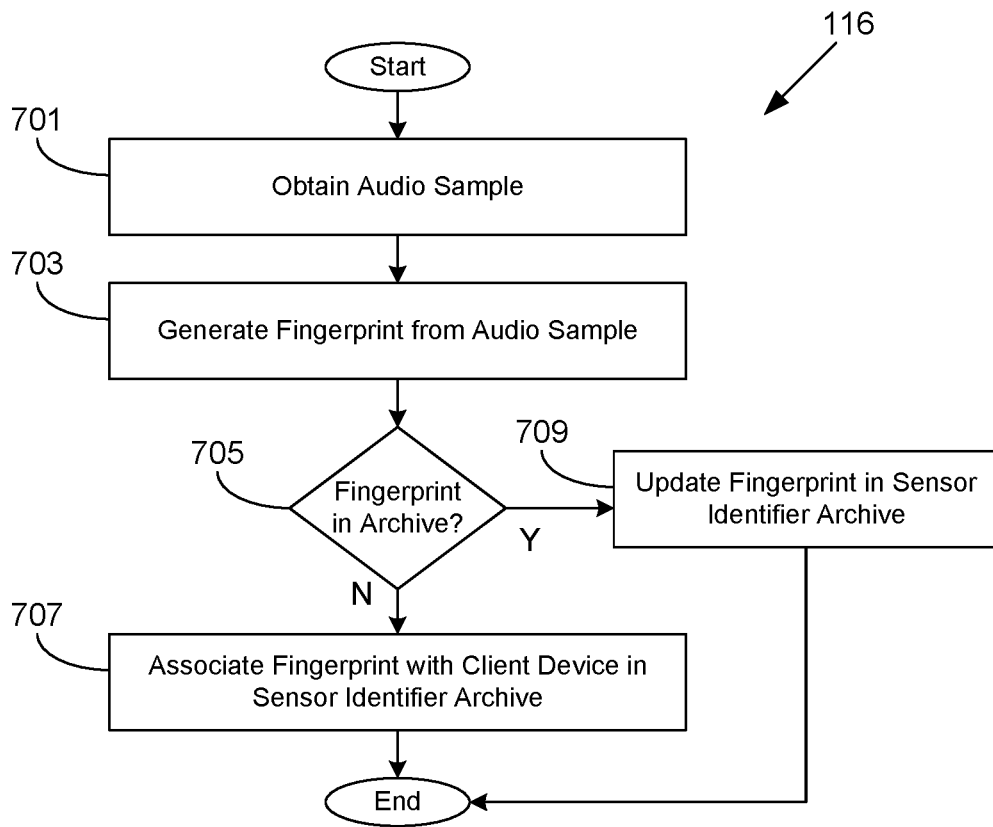 116
Start
701
Obtain Audio Sample
703
Generate Fingerprint from Audio Sample
705
Fingerprint
in Archive?
Y
N
709
Update Fingerprint in Sensor
Identifier Archive
707
Associate Fingerprint with Client Device in
Sensor Identifier Archive
End